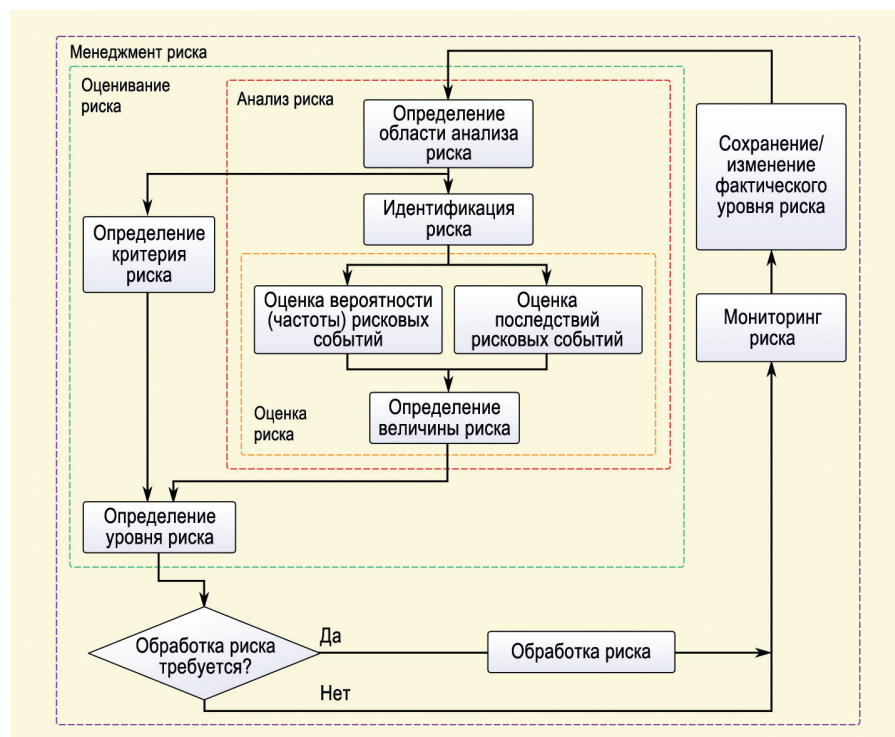 Менеджмент риска
Оценивание
риска
Анализ риска
Определение
области анализа
риска
Сохранение/
изменение
фактического
уровня риска
Идентификация
риска
Определение
критерия
риска
Оценка вероятности
(частоты) рисковых
событий
Оценка
последствий
рисковых событий
Мониторинг
риска
Определение
величины риска
Оценка
риска
Определение
уровня риска
Обработка риска
требуется?
Да
Обработка риска
Нет